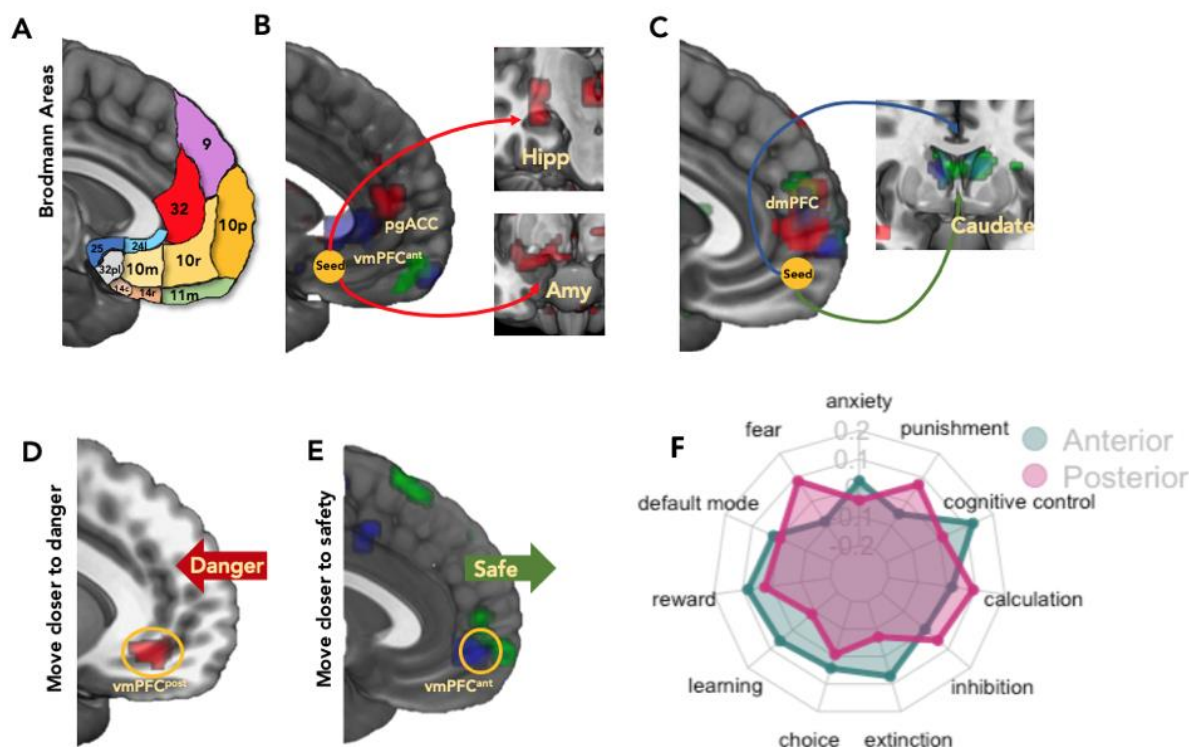 A
B
C
Brodmann Areas
9
32
10p
10r
10m
25
24l
32pl
14c
14r
11m
Hipp
pgACC
vmPFCant
Seed
Amy
dmPFC
Seed
Caudate
D
E
F
Move closer to danger
Danger
vmPFCpost
Move closer to safety
Safe
vmPFCant
anxiety
0.2
0.1
-0.1
-0.2
fear
punishment
Anterior
Posterior
default mode
cognitive control
reward
calculation
learning
inhibition
choice
extinction